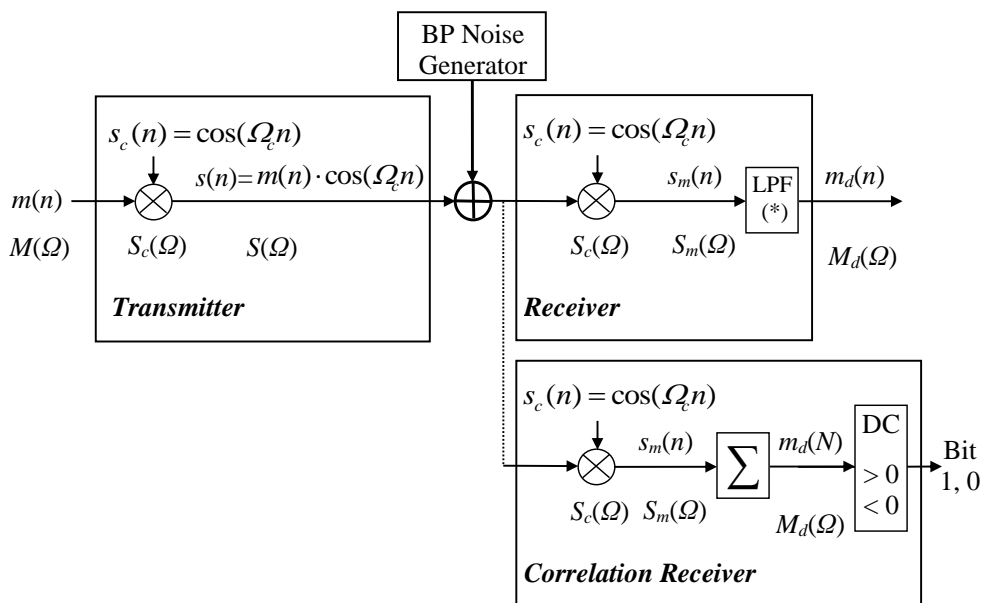 BP Noise
Generator
s_c(n) = cos(Ω_c n)
s(n)= m(n) · cos(Ω_c n)
m(n)
M(Ω)
S_c(Ω)
S(Ω)
Transmitter
s_c(n) = cos(Ω_c n)
s_m(n)
LPF
(*)
m_d(n)
S_c(Ω)
S_m(Ω)
M_d(Ω)
Receiver
s_c(n) = cos(Ω_c n)
s_m(n)
∑
m_d(N)
DC
> 0
< 0
Bit
1, 0
S_c(Ω)
S_m(Ω)
M_d(Ω)
Correlation Receiver